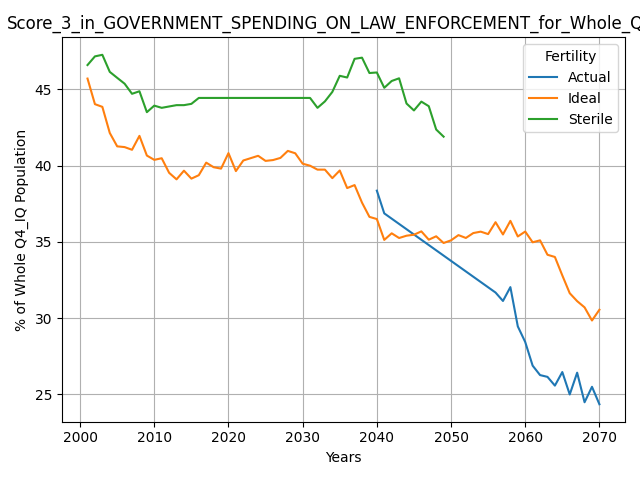 Score_3_in_GOVERNMENT_SPENDING_ON_LAW_ENFORCEMENT_for_Whole_Q
Fertility
Actual
Ideal
Sterile
% of Whole Q4_IQ Population
45
40
35
30
25
2000 2010 2020 2030 2040 2050 2060 2070
Years